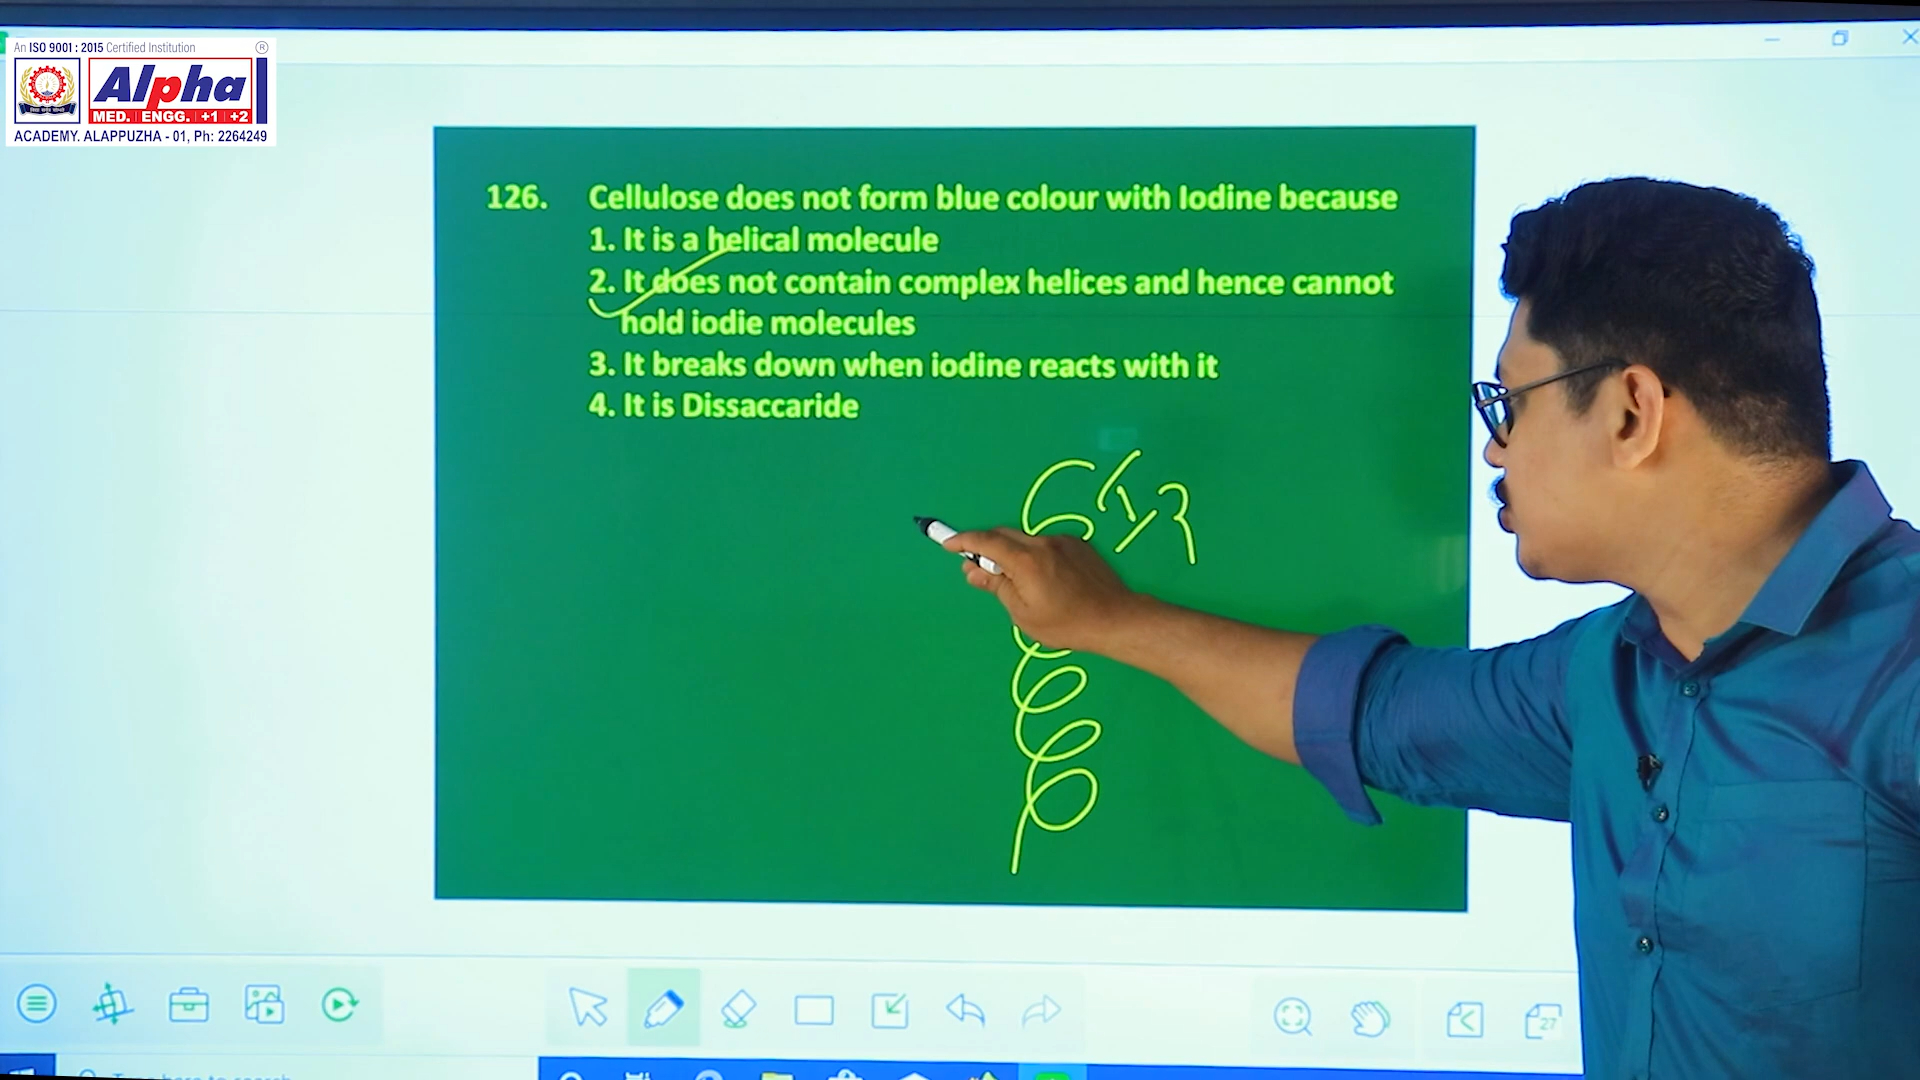 An ISO 9001 : 2015 Certified Institution ®
Alpha
MED. ENGG. +1 +2
ACADEMY. ALAPPUZHA - 01, Ph: 2264249
126. Cellulose does not form blue colour with Iodine because
1. It is a helical molecule
2. It does not contain complex helices and hence cannot
hold iodie molecules
3. It breaks down when iodine reacts with it
4. It is Dissaccaride
27